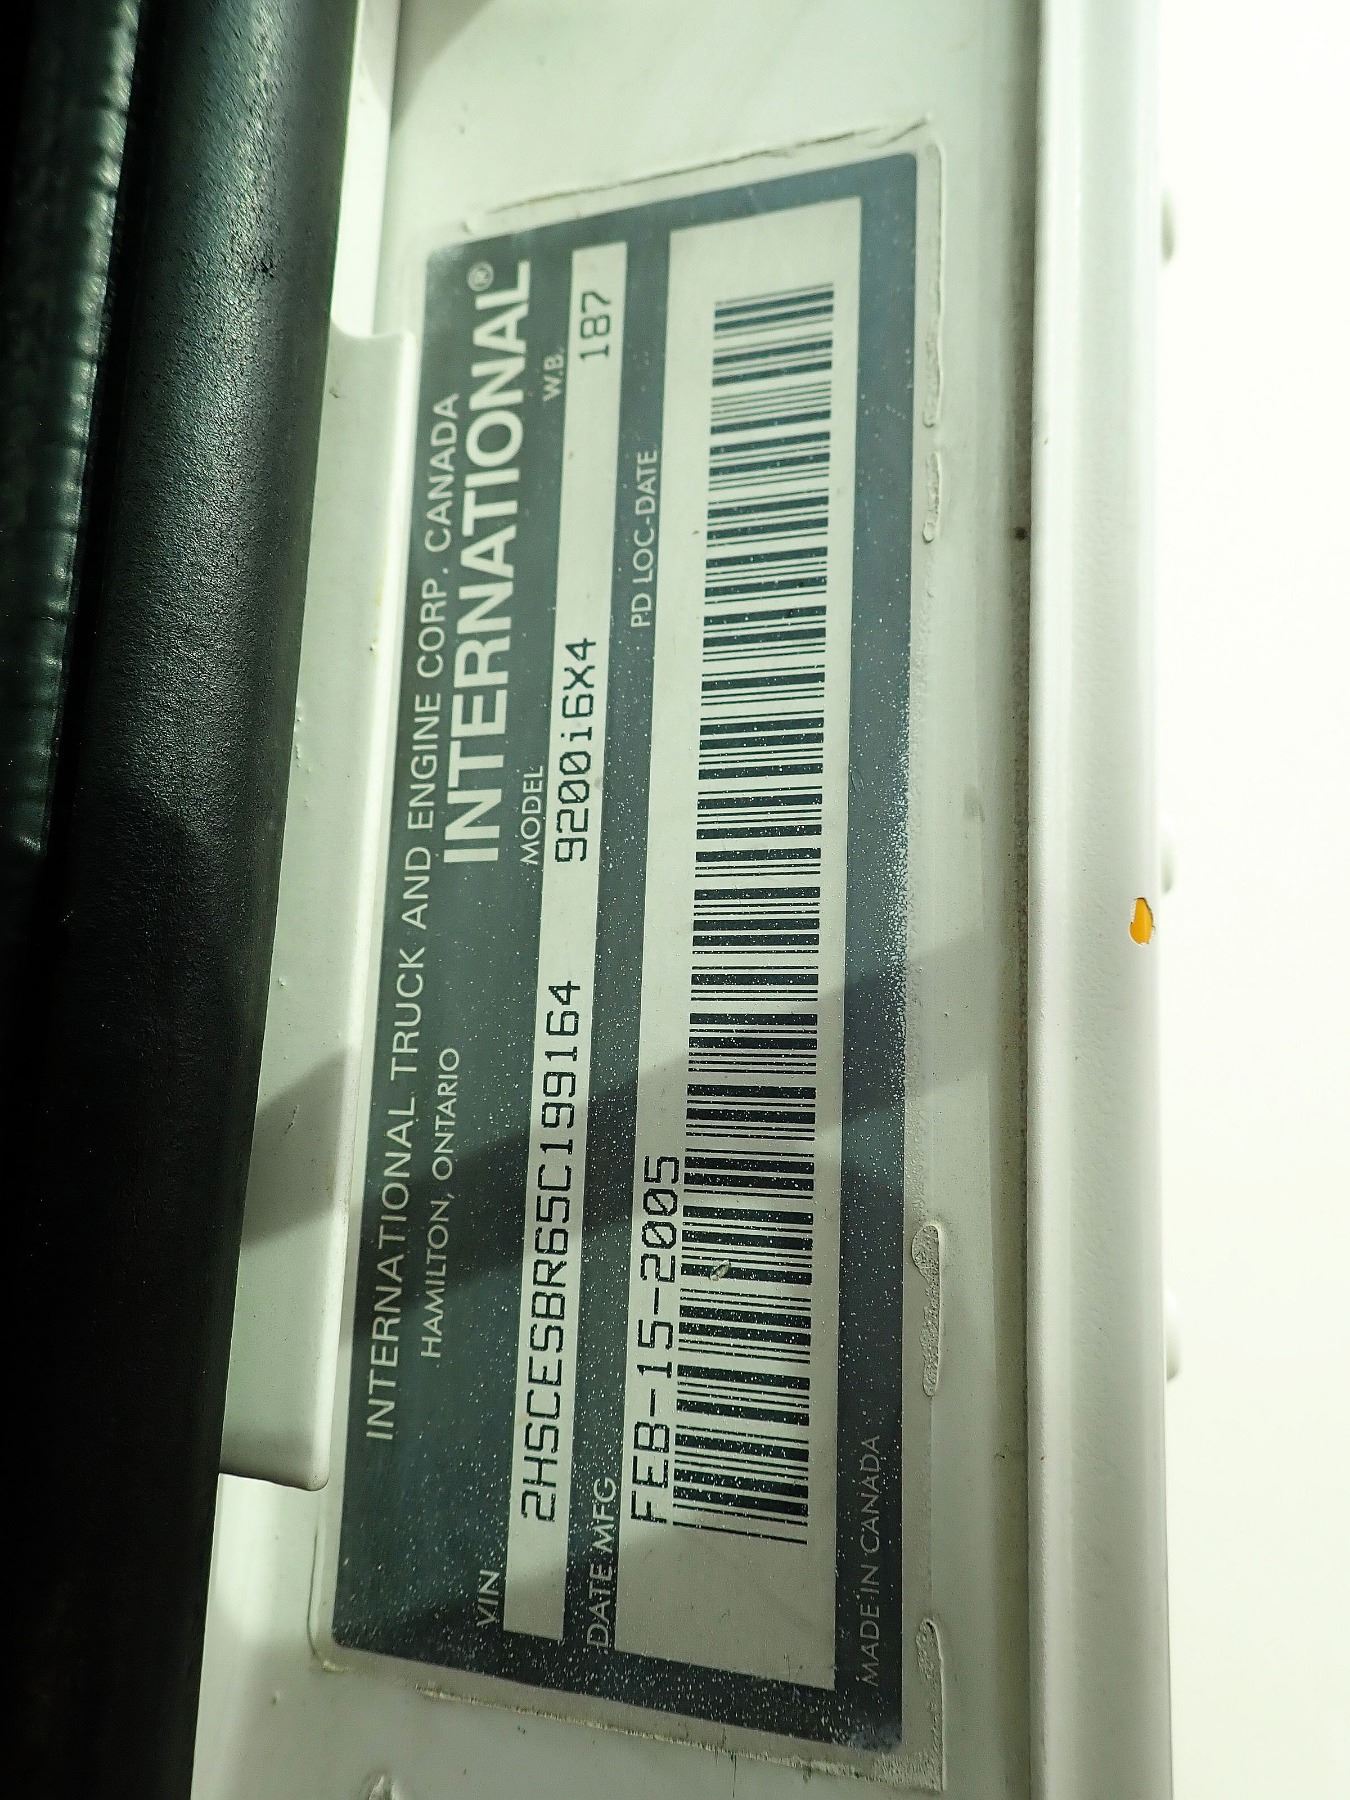 INTERNATIONAL TRUCK AND ENGINE CORP. CANADA
HAMILTON, ONTARIO
INTERNATIONAL®
VIN MODEL W.B.
2HSCESBR65C199164 9200i6X4 187
DATE MFG PD LOC-DATE
FEB-15-2005
MADE IN CANADA